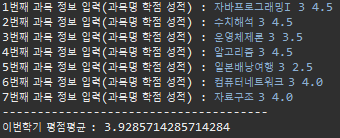 1번째 과목 정보 입력(과목명 학점 성적) : 자바프로그래밍I 3 4.5
2번째 과목 정보 입력(과목명 학점 성적) : 수치해석 3 4.5
3번째 과목 정보 입력(과목명 학점 성적) : 운영체제론 3 3.5
4번째 과목 정보 입력(과목명 학점 성적) : 알고리즘 3 4.5
5번째 과목 정보 입력(과목명 학점 성적) : 일본배낭여행 3 2.5
6번째 과목 정보 입력(과목명 학점 성적) : 컴퓨터네트워크 3 4.0
7번째 과목 정보 입력(과목명 학점 성적) : 자료구조 3 4.0
------------------------------------
이번학기 평점평균 : 3.9285714285714284